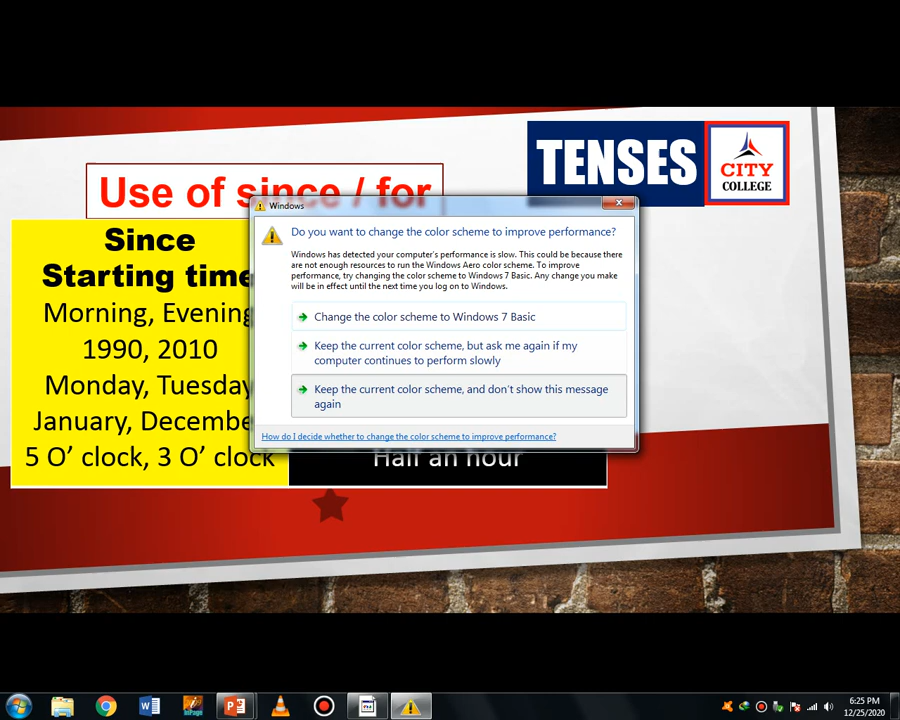 TENSES
CITY
COLLEGE
Use of since / for
Since
Starting time
Morning, Evening
1990, 2010
Monday, Tuesday
January, Decembe
5 O’ clock, 3 O’ clock
Half an hour
Windows
Do you want to change the color scheme to improve performance?
Windows has detected your computer's performance is slow. This could be because there
are not enough resources to run the Windows Aero color scheme. To improve
performance, try changing the color scheme to Windows 7 Basic. Any change you make
will be in effect until the next time you log on to Windows.
Change the color scheme to Windows 7 Basic
Keep the current color scheme, but ask me again if my
computer continues to perform slowly
Keep the current color scheme, and don't show this message
again
How do I decide whether to change the color scheme to improve performance?
6:25 PM
12/25/2020